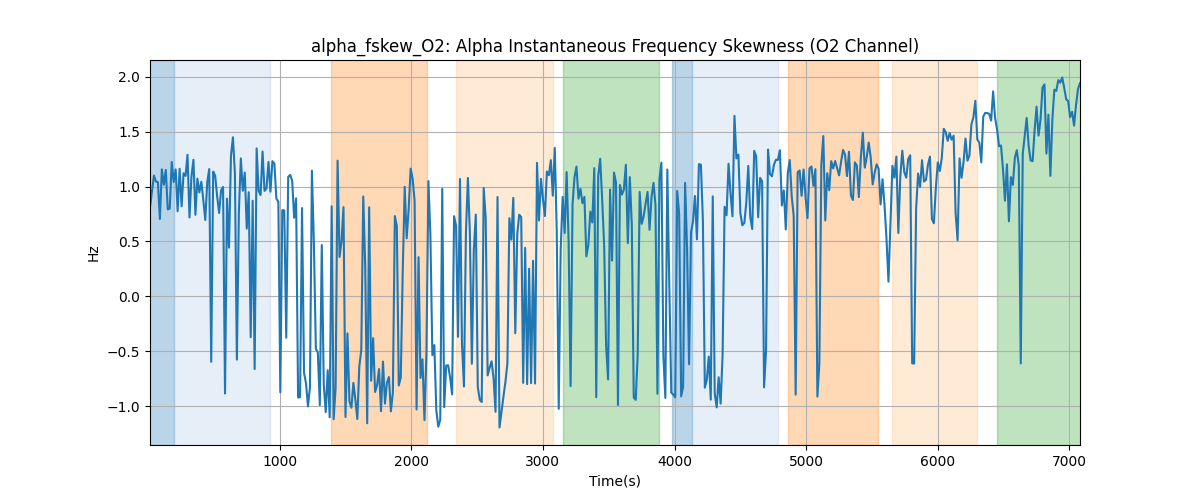 alpha_fskew_O2: Alpha Instantaneous Frequency Skewness (O2 Channel)
2.0
1.5
1.0
0.5
0.0
−0.5
−1.0
Hz
1000 2000 3000 4000 5000 6000 7000
Time(s)